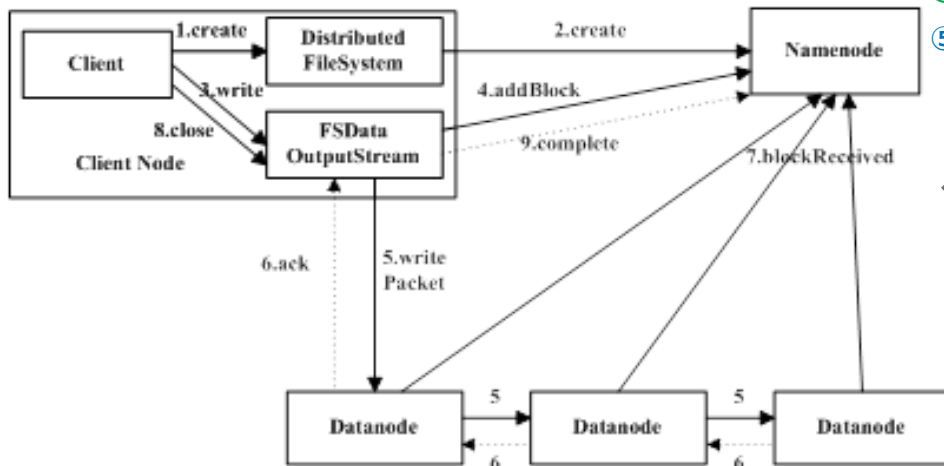 1.create
2.create
Client
Distributed
FileSystem
Namenode
⑤
3.write
4.addBlock
8.close
FSData
OutputStream
Client Node
9.complete
7.blockReceived
6.ack
5.write
Packet
5
5
Datanode
Datanode
Datanode
6
6